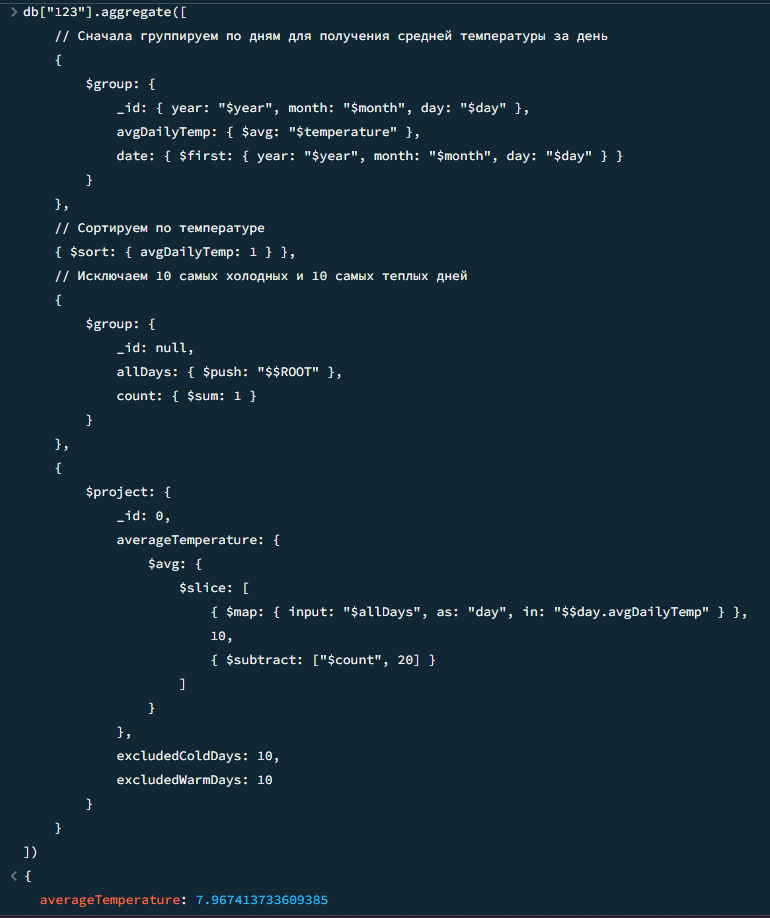 > db["123"].aggregate([
    // Сначала группируем по дням для получения средней температуры за день
    {
        $group: {
            _id: { year: "$year", month: "$month", day: "$day" },
            avgDailyTemp: { $avg: "$temperature" },
            date: { $first: { year: "$year", month: "$month", day: "$day" } }
        }
    },
    // Сортируем по температуре
    { $sort: { avgDailyTemp: 1 } },
    // Исключаем 10 самых холодных и 10 самых теплых дней
    {
        $group: {
            _id: null,
            allDays: { $push: "$$ROOT" },
            count: { $sum: 1 }
        }
    },
    {
        $project: {
            _id: 0,
            averageTemperature: {
                $avg: {
                    $slice: [
                        { $map: { input: "$allDays", as: "day", in: "$$day.avgDailyTemp" } },
                        10,
                        { $subtract: ["$count", 20] }
                    ]
                }
            },
            excludedColdDays: 10,
            excludedWarmDays: 10
        }
    }
])
< {
  averageTemperature: 7.967413733609385